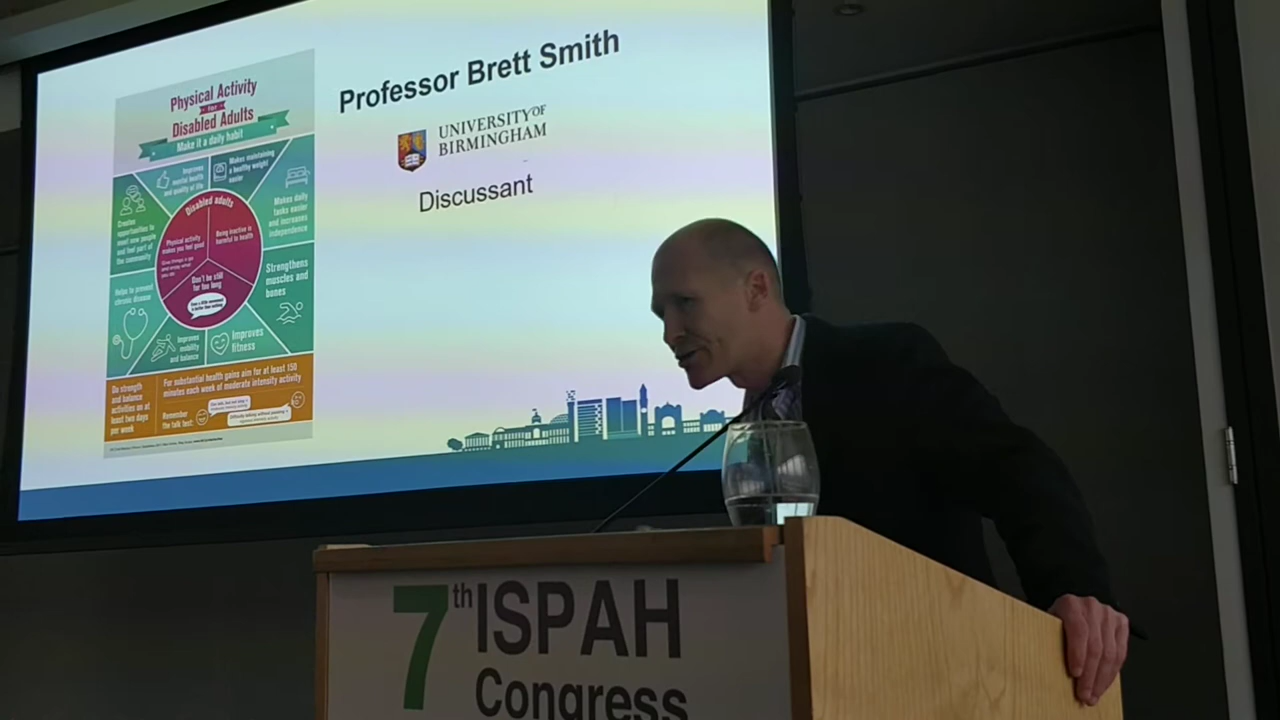 Professor Brett Smith
UNIVERSITY OF
BIRMINGHAM
Discussant
Physical Activity
for
Disabled Adults
Make it a daily habit
Improves
mental health
and quality of life
Makes maintaining
a healthy weight
easier
Creates
opportunities to
meet new people
and feel part of
the community
Makes daily
tasks easier
and increases
independence
Disabled adults
Physical activity
makes you feel good
Being inactive is
harmful to health
Don't be still
for too long
Helps to prevent
chronic disease
Strengthens
muscles and
bones
Improves
mobility
and balance
Improves
fitness
Do strength
and balance
activities on at
least two days
per week
For substantial health gains aim for at least 150
minutes each week of moderate intensity activity
Remember
the talk test:
7th ISPAH
Congress